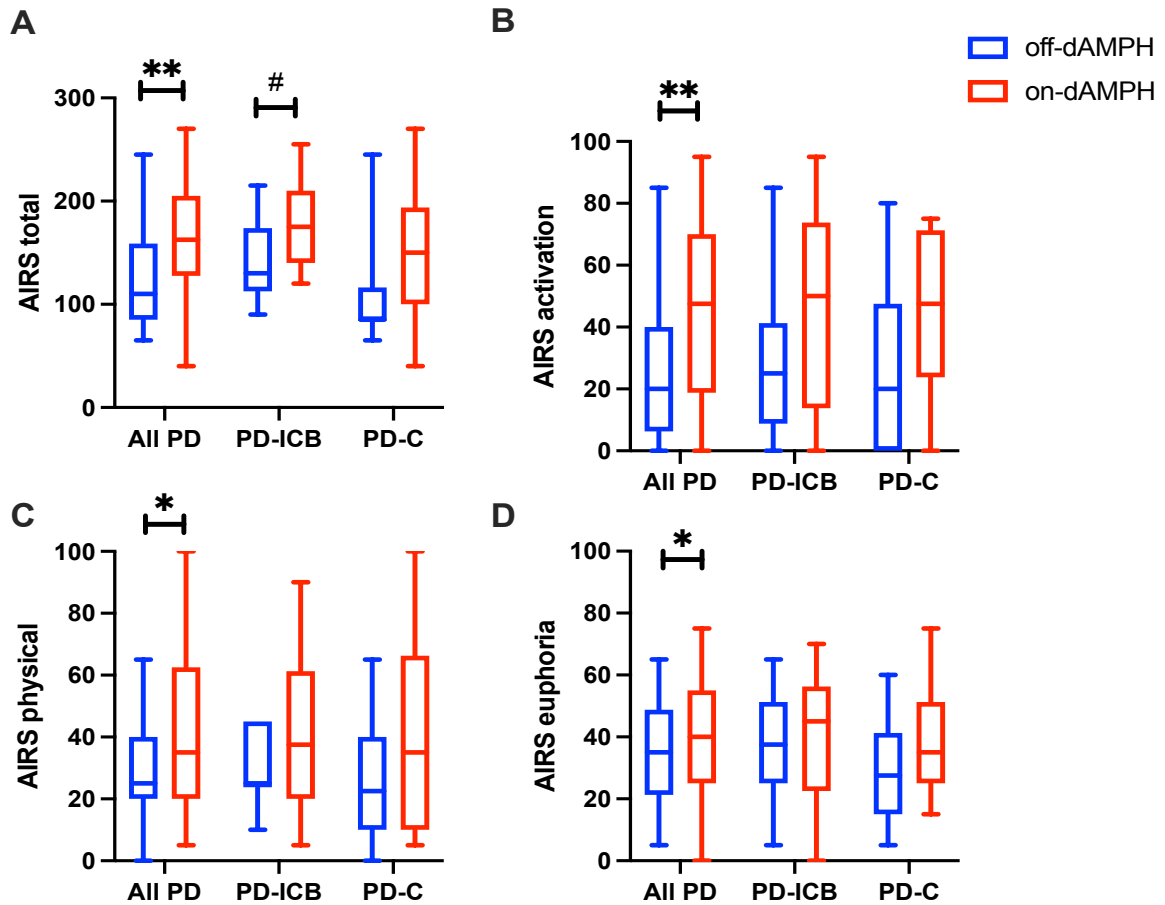 A
**
#
300
200
100
0
AIRS total
All PD PD-ICB PD-C
B
**
100
80
60
40
20
0
AIRS activation
All PD PD-ICB PD-C
off-dAMPH
on-dAMPH
C
*
100
80
60
40
20
0
AIRS physical
All PD PD-ICB PD-C
D
*
100
80
60
40
20
0
AIRS euphoria
All PD PD-ICB PD-C